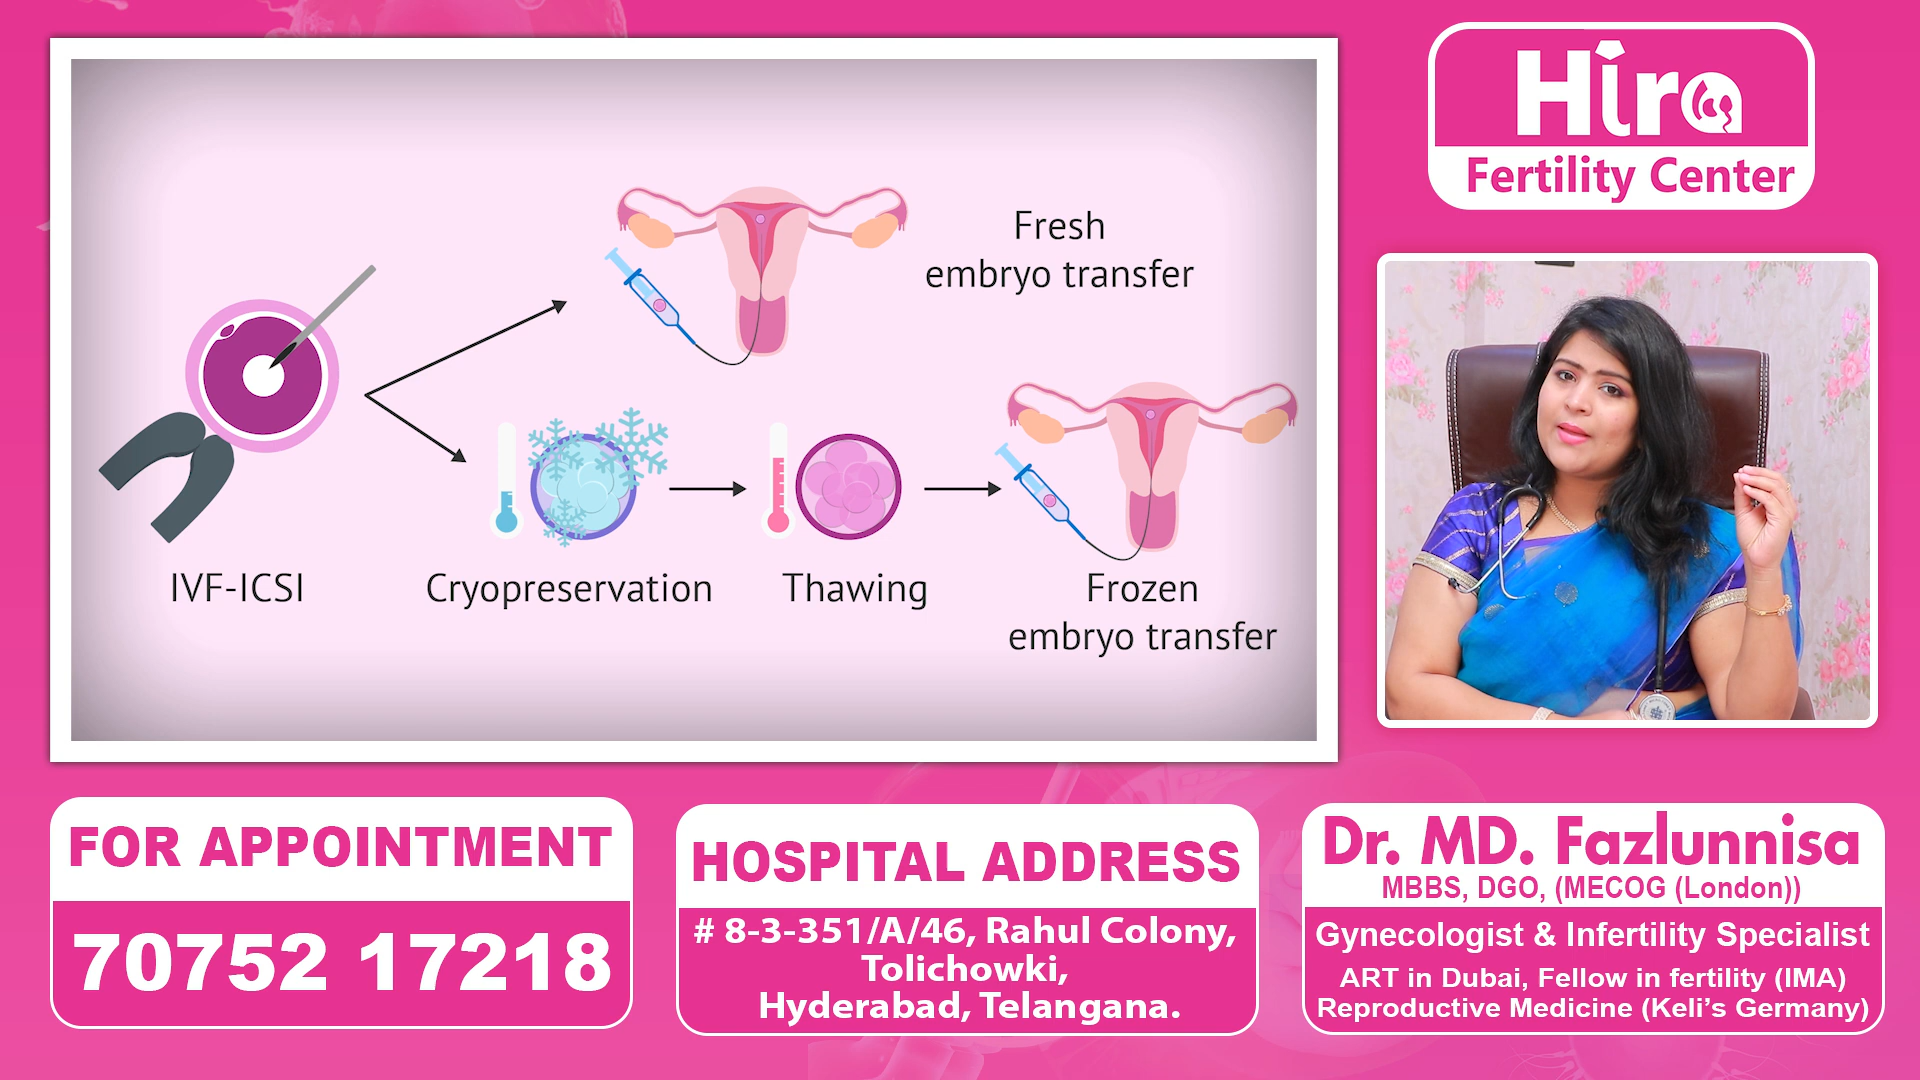 Hira
Fertility Center
Fresh
embryo transfer
IVF-ICSI
Cryopreservation
Thawing
Frozen
embryo transfer
FOR APPOINTMENT
70752 17218
HOSPITAL ADDRESS
# 8-3-351/A/46, Rahul Colony,
Tolichowki,
Hyderabad, Telangana.
Dr. MD. Fazlunnisa
MBBS, DGO, (MECOG (London))
Gynecologist & Infertility Specialist
ART in Dubai, Fellow in fertility (IMA)
Reproductive Medicine (Keli's Germany)